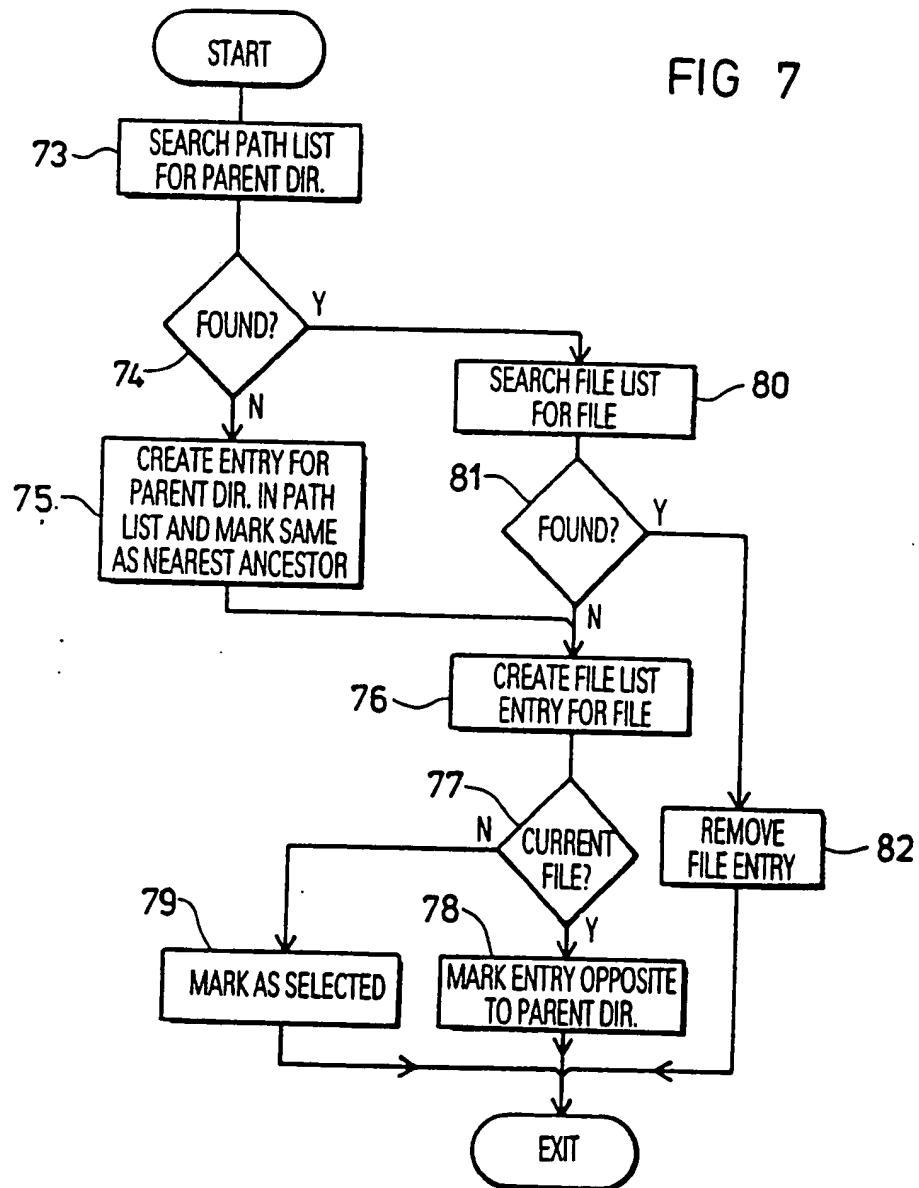 START
FIG 7
73
SEARCH PATH LIST
FOR PARENT DIR.
FOUND?
Y
74
N
SEARCH FILE LIST
FOR FILE
80
75
CREATE ENTRY FOR
PARENT DIR. IN PATH
LIST AND MARK SAME
AS NEAREST ANCESTOR
81
FOUND?
Y
N
76
CREATE FILE LIST
ENTRY FOR FILE
77
N
CURRENT
FILE?
Y
REMOVE
FILE ENTRY
82
79
MARK AS SELECTED
78
MARK ENTRY OPPOSITE
TO PARENT DIR.
EXIT